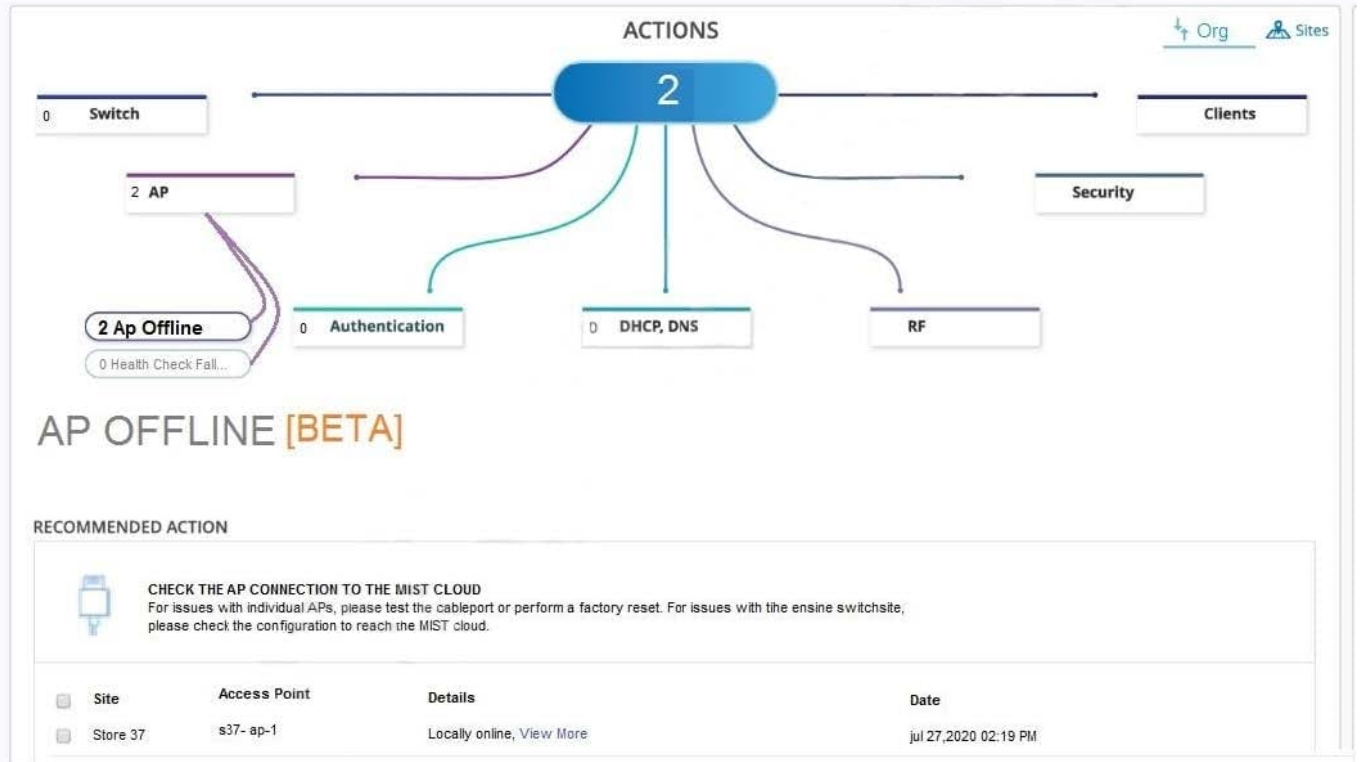 ACTIONS
Org
Sites
2
0 Switch
Clients
2 AP
Security
2 Ap Offline
0 Authentication
D DHCP, DNS
RF
0 Health Check Fall...
AP OFFLINE [BETA]
RECOMMENDED ACTION
CHECK THE AP CONNECTION TO THE MIST CLOUD
For issues with individual APs, please test the cableport or perform a factory reset. For issues with tihe ensine switchsite,
please check the configuration to reach the MIST cloud.
Site Access Point Details Date
Store 37 s37- ap-1 Locally online, View More jul 27,2020 02:19 PM